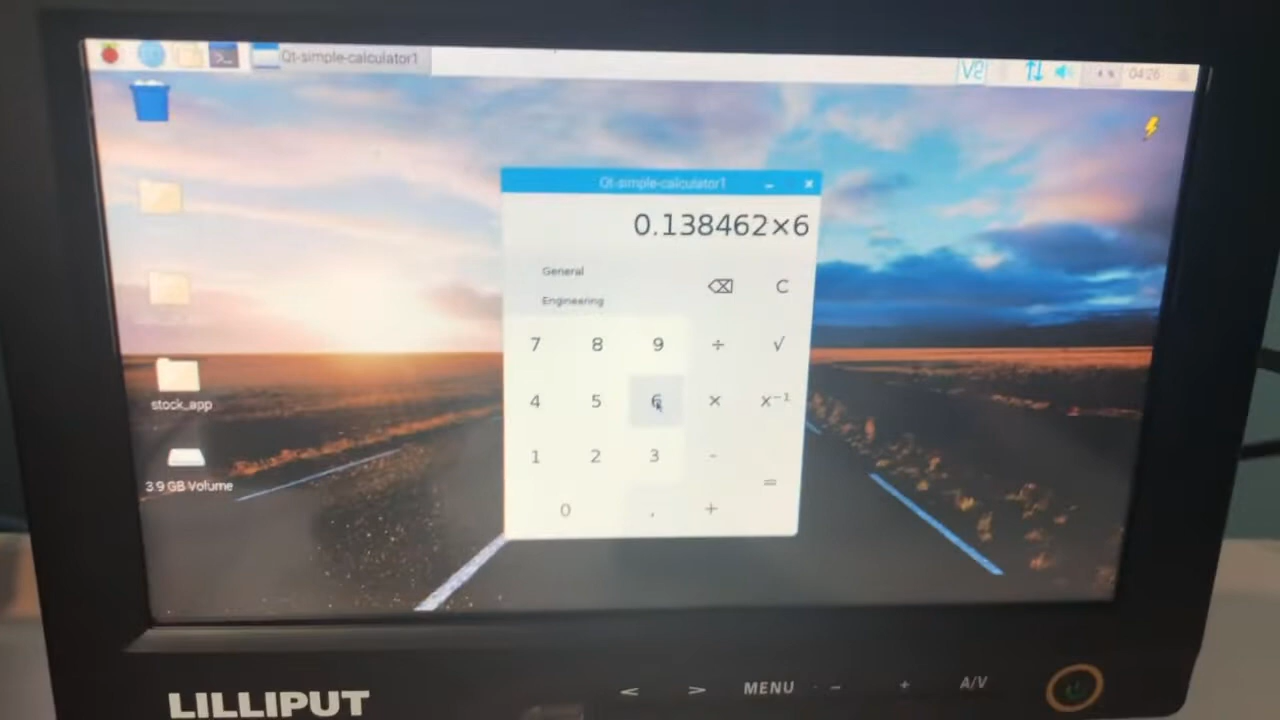 Qt-simple-calculator1
V2
04:26
Qt-simple-calculator1
0.138462×6
General
C
Engineering
7 8 9 ÷ √
4 5 6 × x⁻¹
1 2 3 -
=
0 . +
stock_app
3.9 GB Volume
< > MENU - + A/V
LILLIPUT